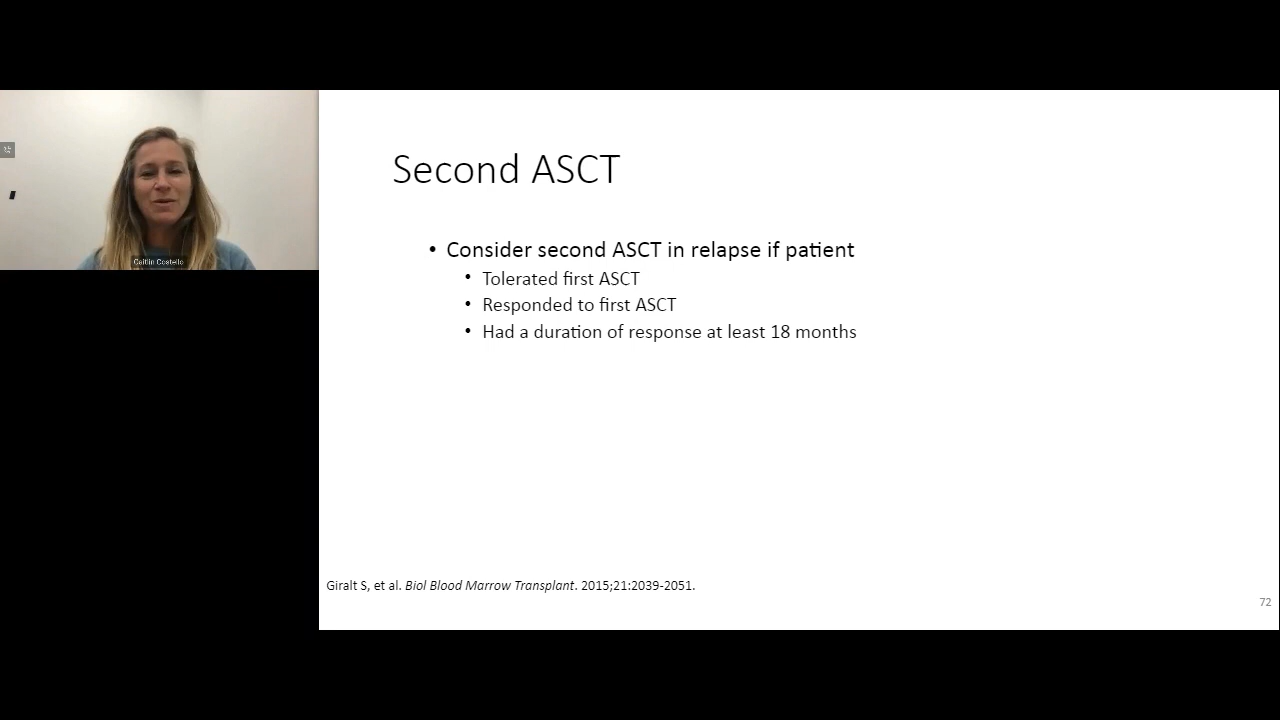 Second ASCT
• Consider second ASCT in relapse if patient
• Tolerated first ASCT
• Responded to first ASCT
• Had a duration of response at least 18 months
Caitlin Costello
Giralt S, et al. Biol Blood Marrow Transplant. 2015;21:2039-2051.
72